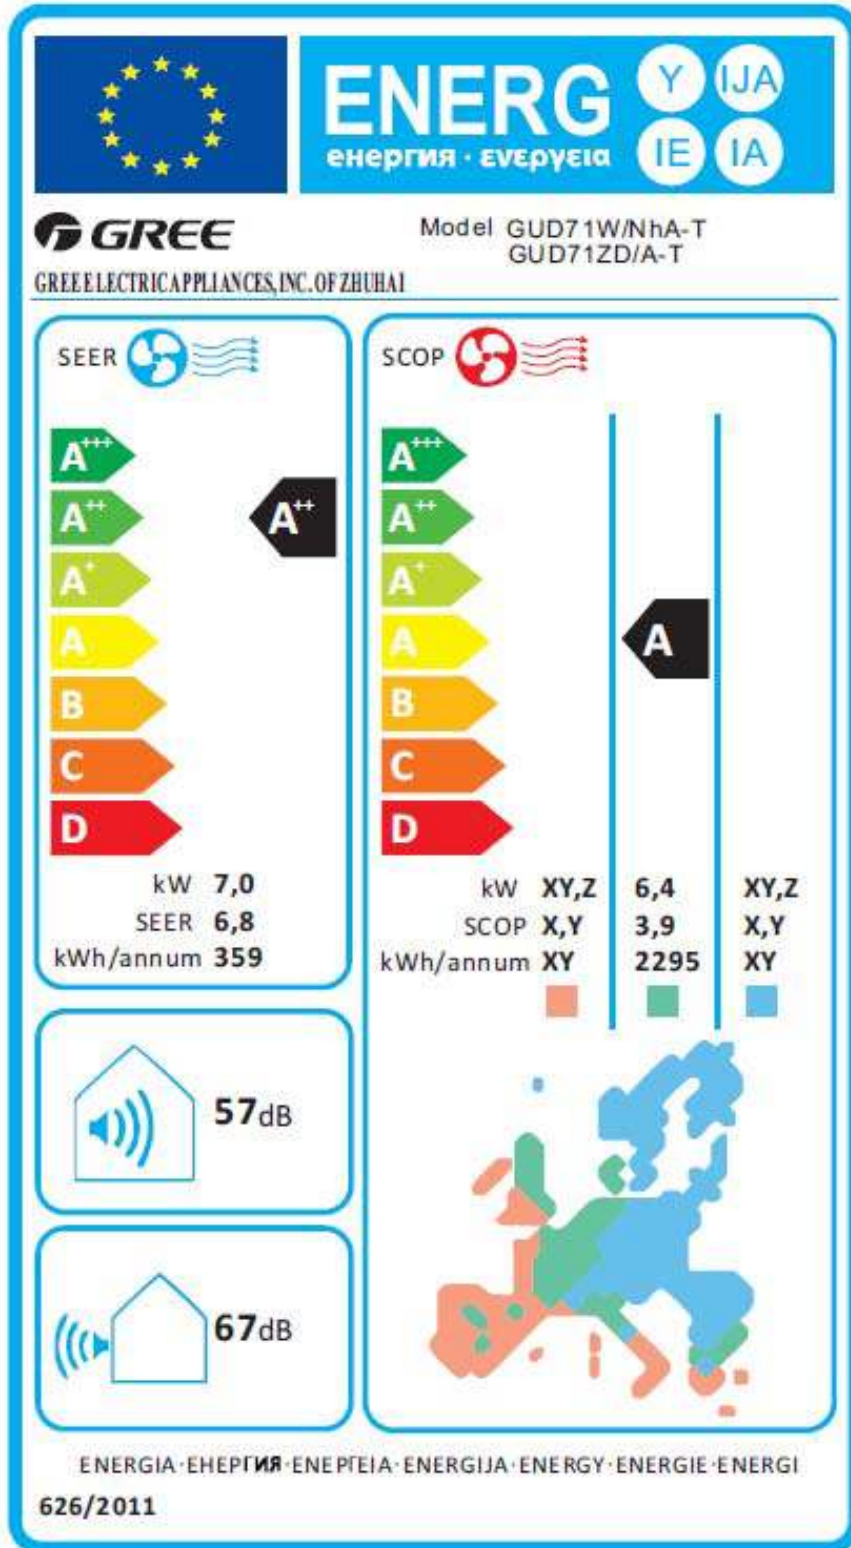 ENERG Y IJA
енергия · ενεργεια IE IA
GREE
Model GUD71W/NhA-T
GUD71ZD/A-T
GREE ELECTRIC APPLIANCES, INC. OF ZHUHAI
SEER
A+++
A++
A+
A
B
C
D
A++
kW 7,0
SEER 6,8
kWh/annum 359
SCOP
A+++
A++
A+
A
B
C
D
A
kW XY,Z 6,4 XY,Z
SCOP X,Y 3,9 X,Y
kWh/annum XY 2295 XY
57dB
67dB
ENERGIA·ЕНЕРГИЯ·ΕΝΕΡΓΕΙΑ·ENERGIJA·ENERGY·ENERGIE·ENERGI
626/2011